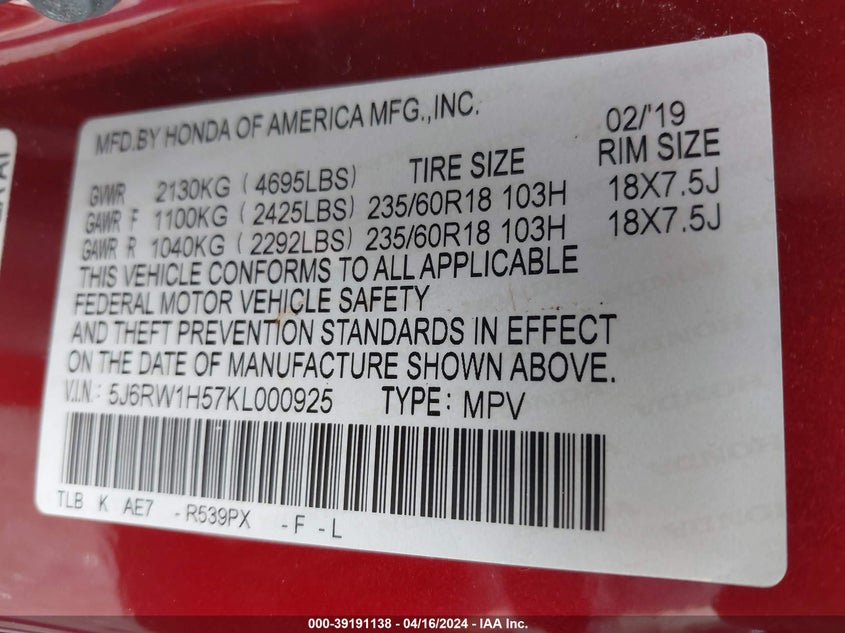 MFD.BY HONDA OF AMERICA MFG.,INC. 02/'19
TIRE SIZE RIM SIZE
GVWR 2130KG ( 4695LBS)
GAWR F 1100KG ( 2425LBS) 235/60R18 103H 18X7.5J
GAWR R 1040KG ( 2292LBS) 235/60R18 103H 18X7.5J
THIS VEHICLE CONFORMS TO ALL APPLICABLE
FEDERAL MOTOR VEHICLE SAFETY
AND THEFT PREVENTION STANDARDS IN EFFECT
ON THE DATE OF MANUFACTURE SHOWN ABOVE.
V.I.N.: 5J6RW1H57KL000925 TYPE: MPV
TLB K AE7 -R539PX -F -L
000-39191138 - 04/16/2024 - IAA Inc.